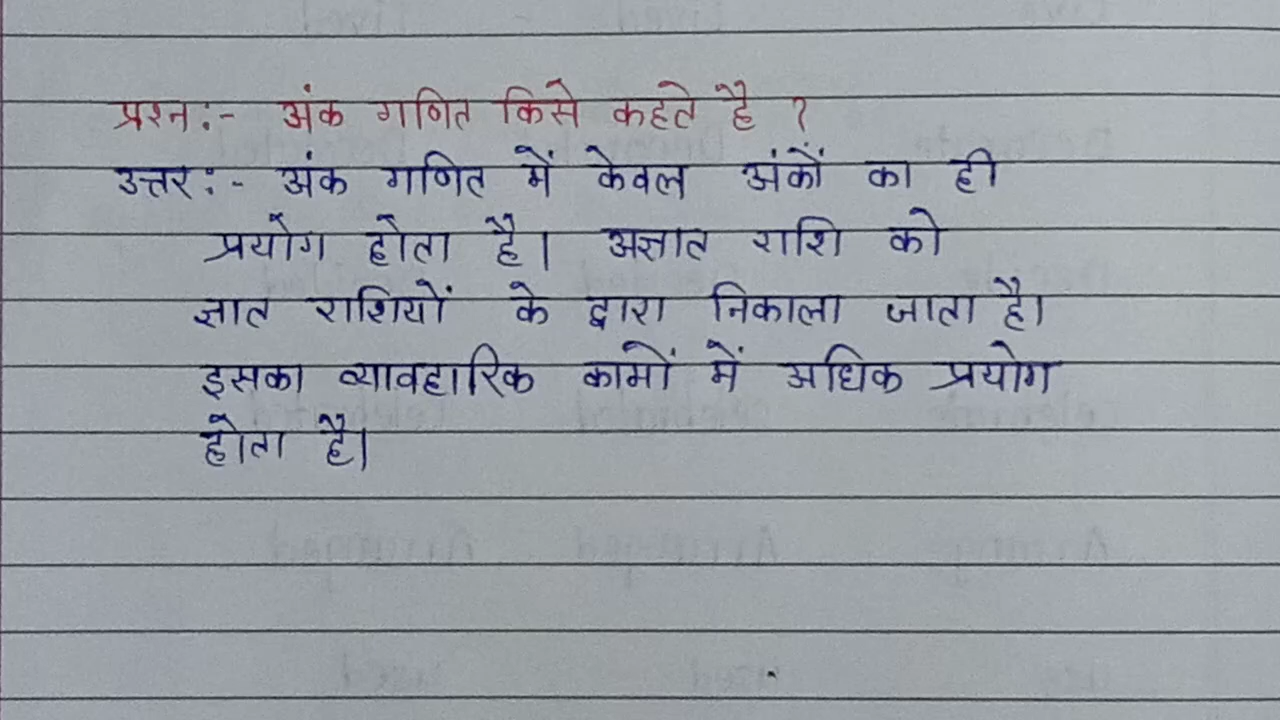 प्रश्न:- अंक गणित किसे कहते है ?
उत्तर:- अंक गणित में केवल अंकों का ही
प्रयोग होता है। अज्ञात राशि को
ज्ञात राशियों के द्वारा निकाला जाता है।
इसका व्यावहारिक कामों में अधिक प्रयोग
होता है।